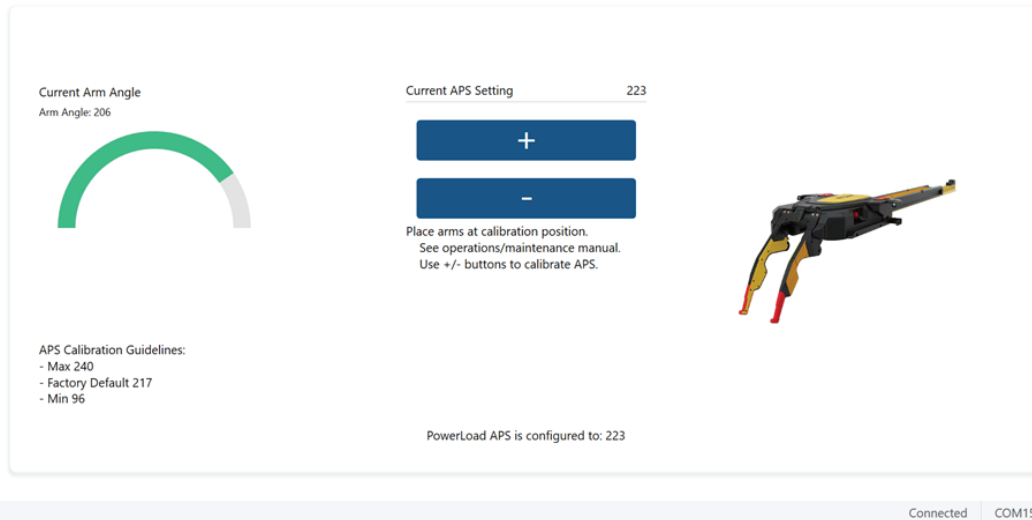 Current Arm Angle
Arm Angle: 206
Current APS Setting 223
+
-
Place arms at calibration position.
See operations/maintenance manual.
Use +/- buttons to calibrate APS.
APS Calibration Guidelines:
- Max 240
- Factory Default 217
- Min 96
PowerLoad APS is configured to: 223
Connected COM15